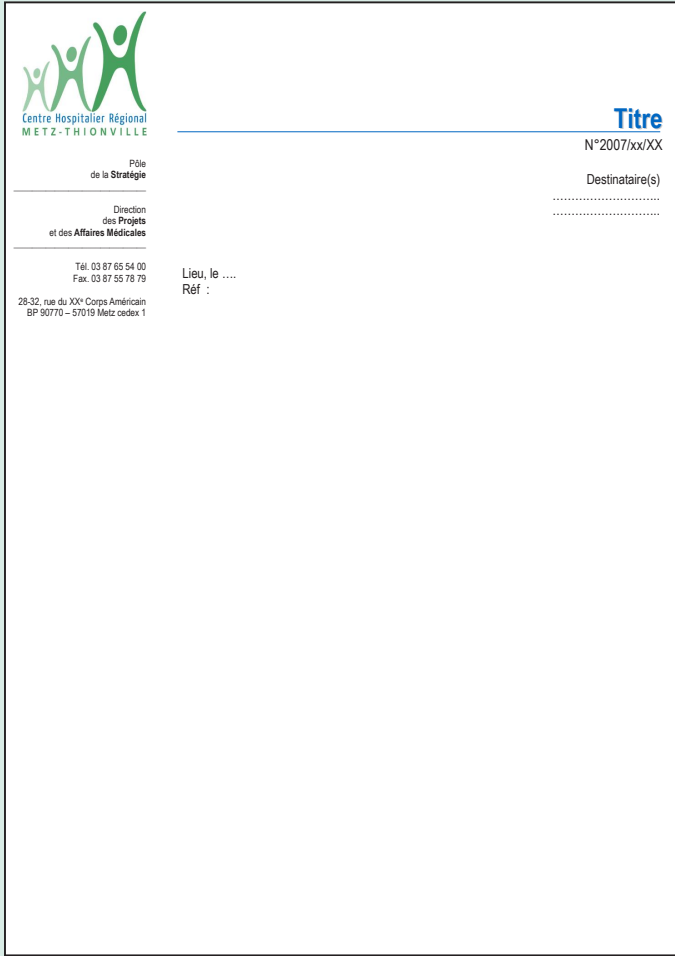 Centre Hospitalier Régional
METZ-THIONVILLE
Titre
N°2007/xx/XX
Destinataire(s)
………………………...
………………………...
Pôle
de la Stratégie
Direction
des Projets
et des Affaires Médicales
Tél. 03 87 65 54 00
Fax. 03 87 55 78 79
28-32, rue du XXᵉ Corps Américain
BP 90770 – 57019 Metz cedex 1
Lieu, le ….
Réf :